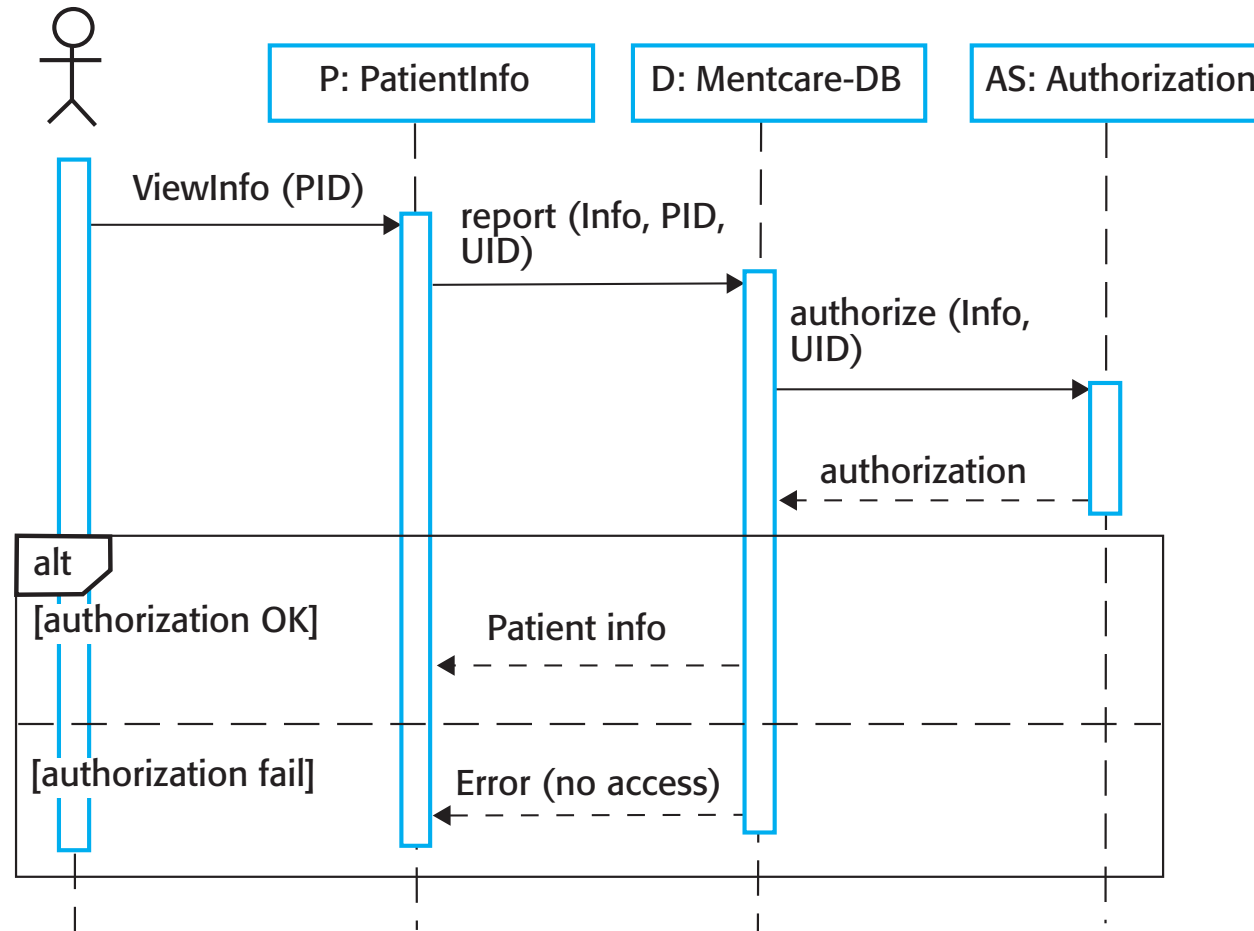 P: PatientInfo
D: Mentcare-DB
AS: Authorization
ViewInfo (PID)
report (Info, PID,
UID)
authorize (Info,
UID)
authorization
alt
[authorization OK]
Patient info
[authorization fail]
Error (no access)